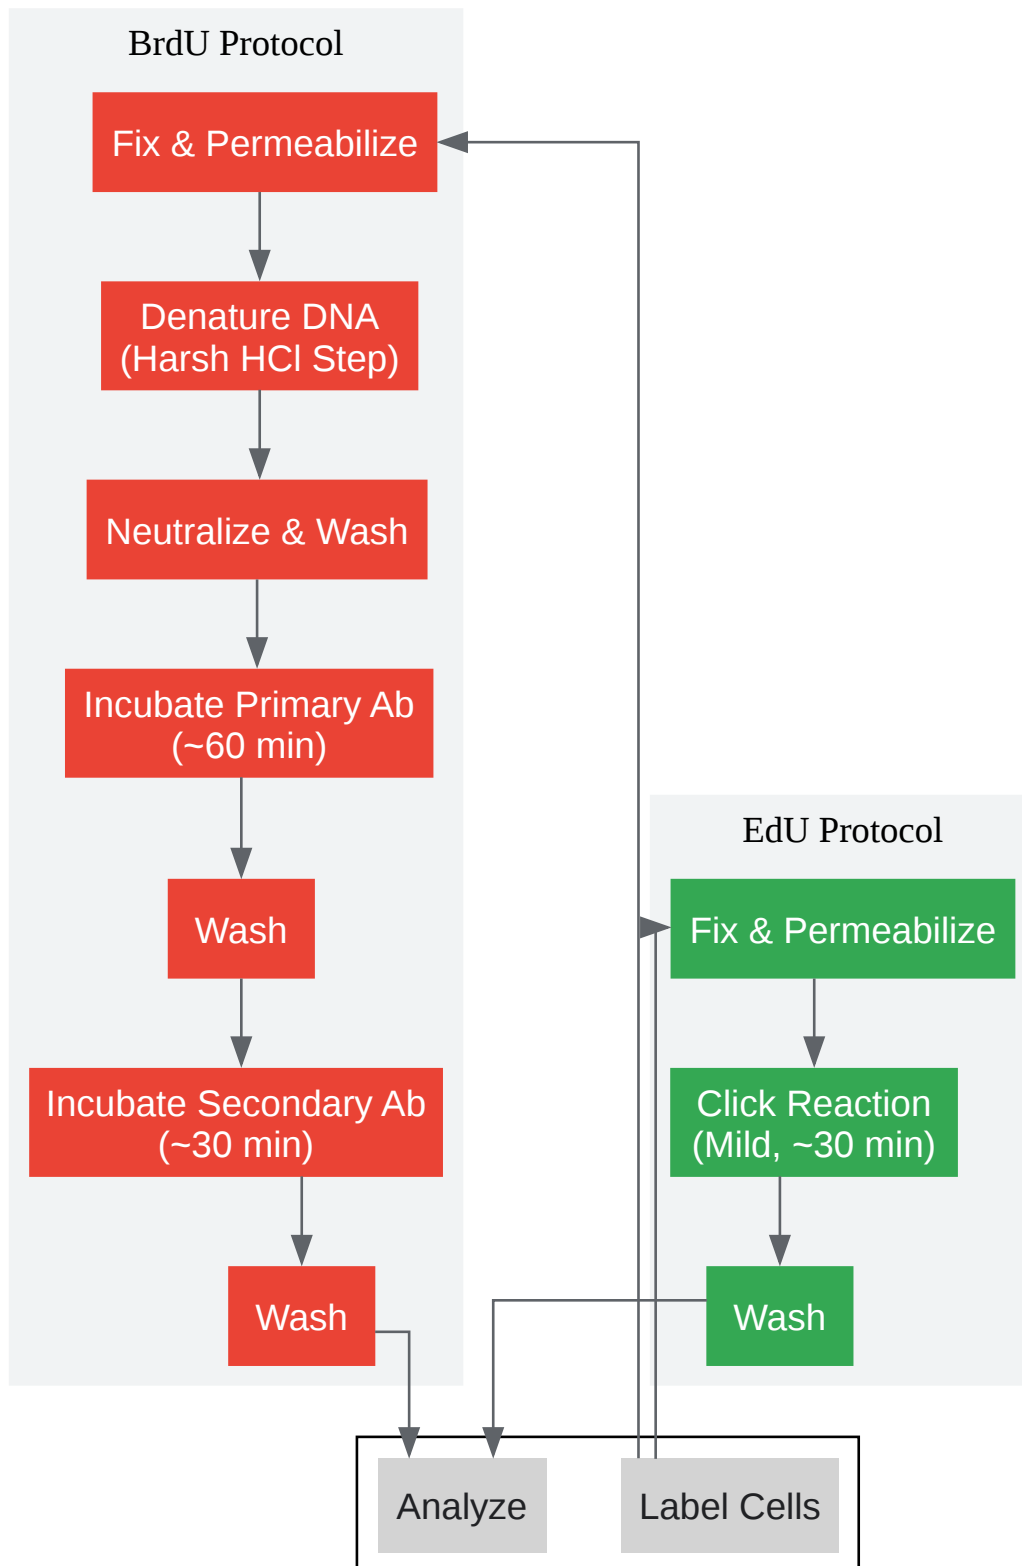 BrdU Protocol
Fix & Permeabilize
Denature DNA
(Harsh HCl Step)
Neutralize & Wash
Incubate Primary Ab
(~60 min)
Wash
Incubate Secondary Ab
(~30 min)
Wash
EdU Protocol
Fix & Permeabilize
Click Reaction
(Mild, ~30 min)
Wash
Analyze
Label Cells